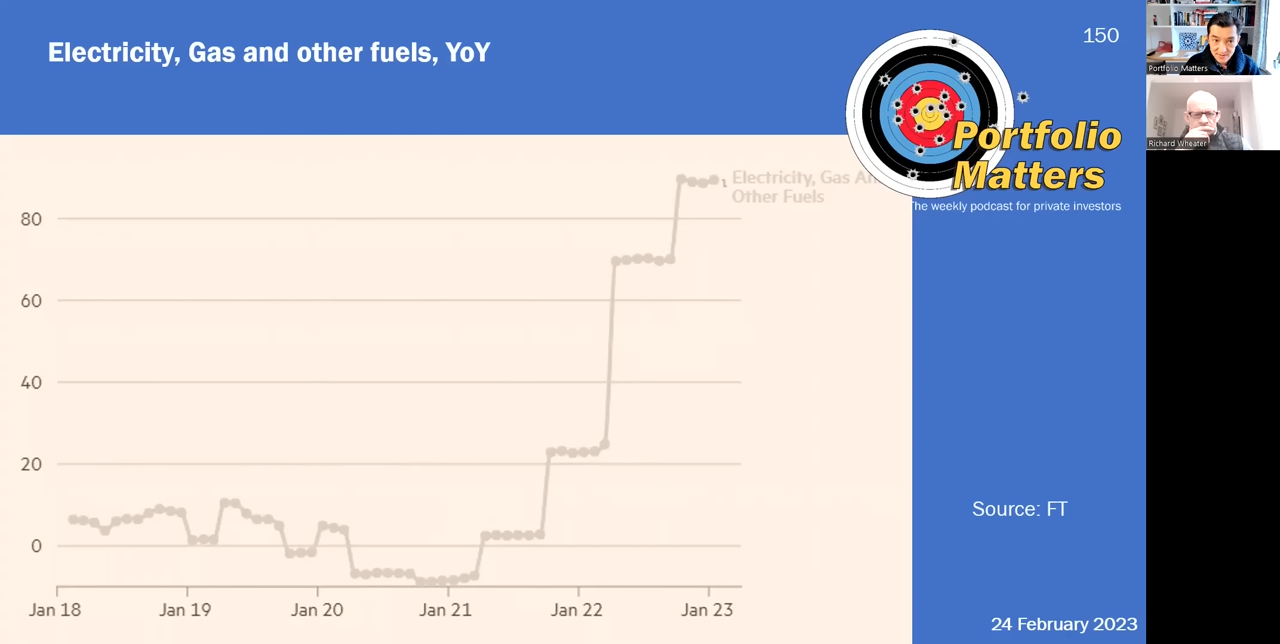 Electricity, Gas and other fuels, YoY
150
Portfolio
Matters
The weekly podcast for private investors
Electricity, Gas
Other Fuels
80
60
40
20
0
Jan 18
Jan 19
Jan 20
Jan 21
Jan 22
Jan 23
Source: FT
24 February 2023
Portfolio Matters
Richard Wheater